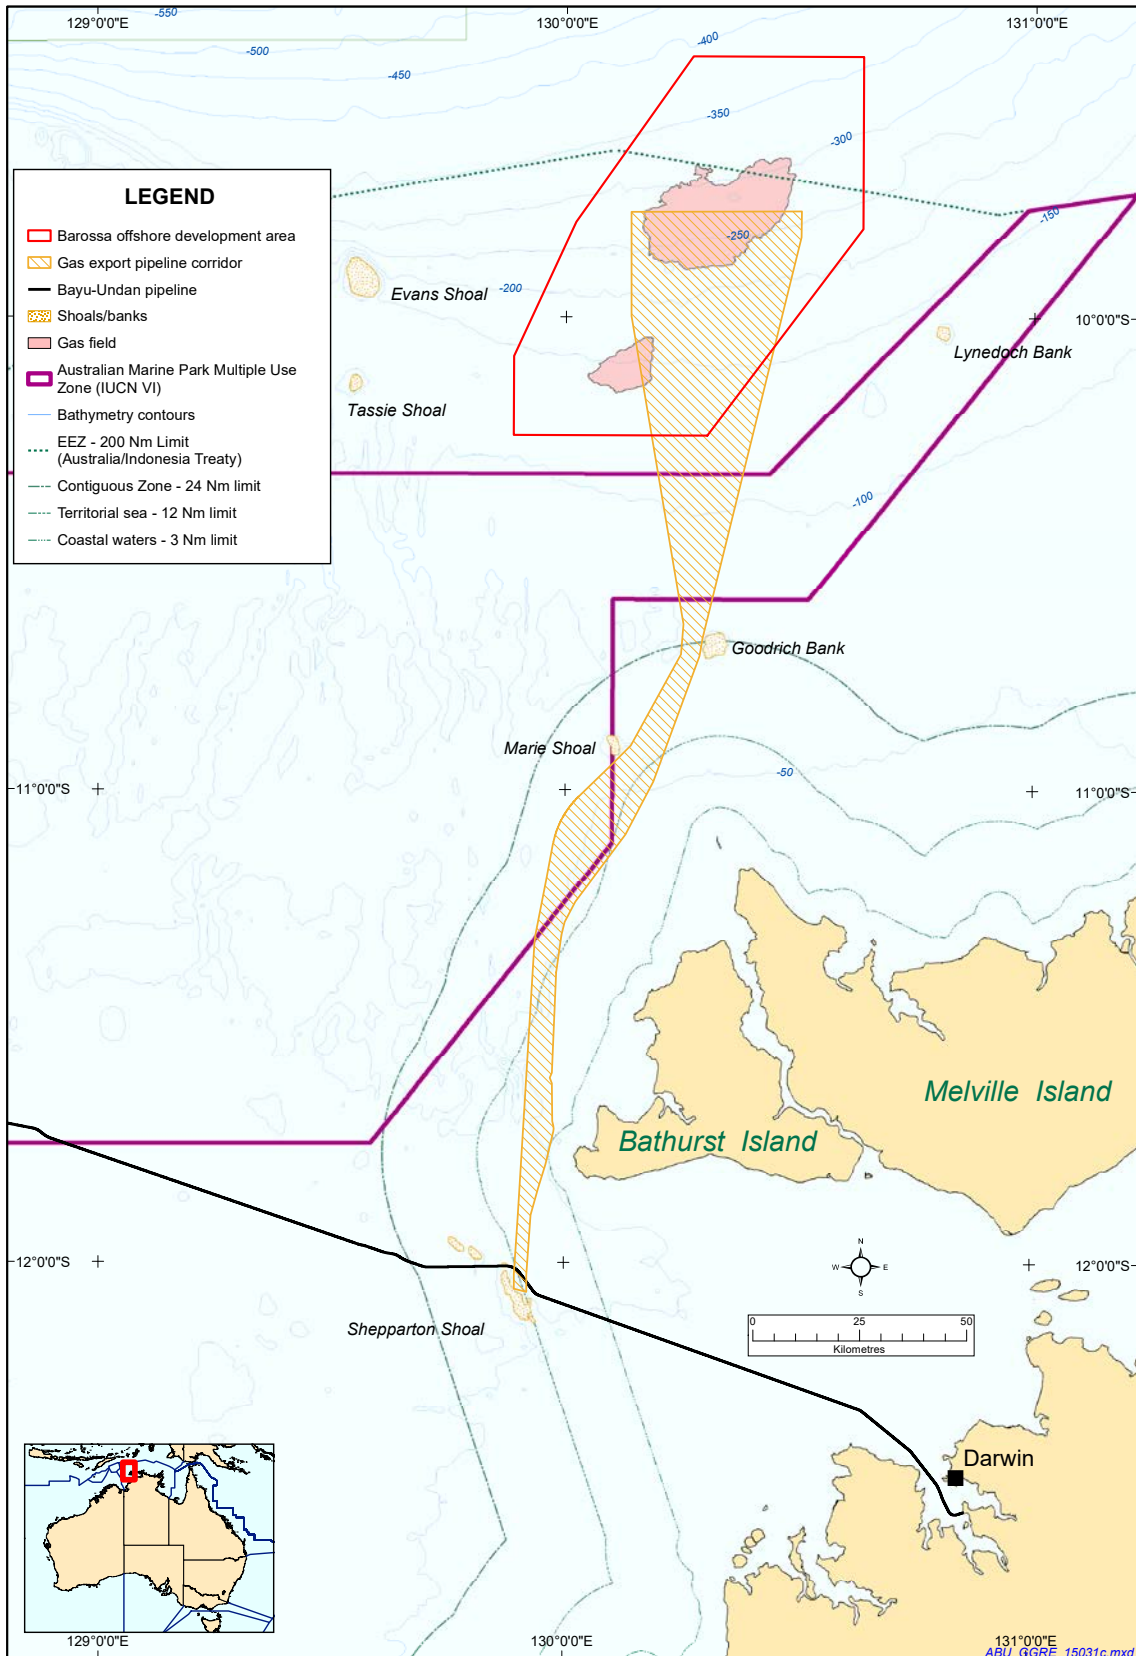 129°0'0"E
130°0'0"E
131°0'0"E
-550
-500
-450
-400
-350
-300
-150
-250
-200
LEGEND
Barossa offshore development area
Gas export pipeline corridor
Bayu-Undan pipeline
Shoals/banks
Gas field
Australian Marine Park Multiple Use
Zone (IUCN VI)
Bathymetry contours
EEZ - 200 Nm Limit
(Australia/Indonesia Treaty)
Contiguous Zone - 24 Nm limit
Territorial sea - 12 Nm limit
Coastal waters - 3 Nm limit
Evans Shoal
10°0'0"S
Lynedoch Bank
Tassie Shoal
-100
Goodrich Bank
Marie Shoal
-50
11°0'0"S
11°0'0"S
Melville Island
Bathurst Island
12°0'0"S
12°0'0"S
N
W
E
S
Shepparton Shoal
0
25
50
Kilometres
Darwin
129°0'0"E
130°0'0"E
131°0'0"E
ABU_GGRE_15031c.mxd